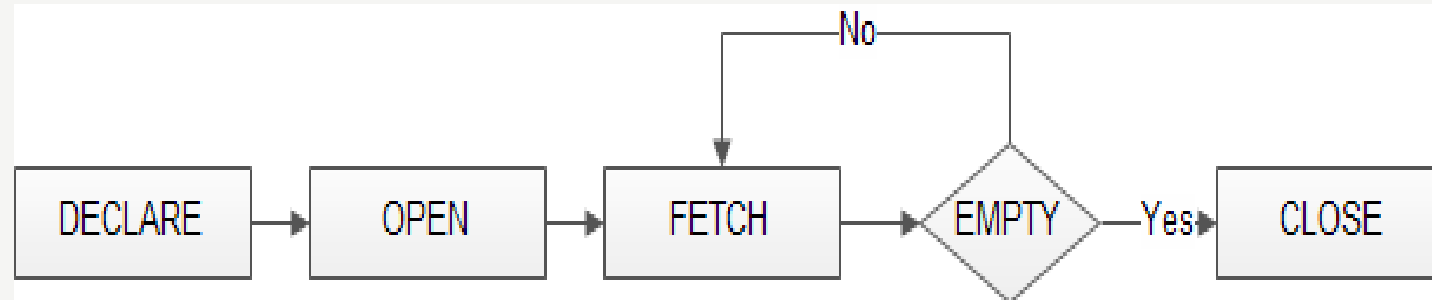 No
DECLARE
OPEN
FETCH
EMPTY
Yes
CLOSE